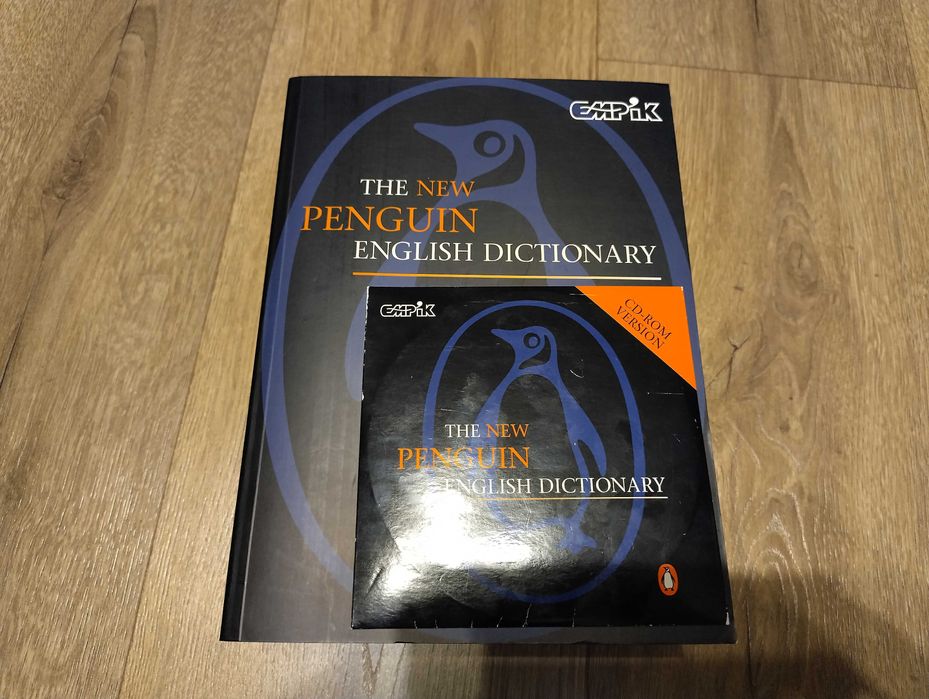 EMPiK
THE NEW
PENGUIN
ENGLISH DICTIONARY
EMPiK
CD-ROM
VERSION
THE NEW
PENGUIN
ENGLISH DICTIONARY